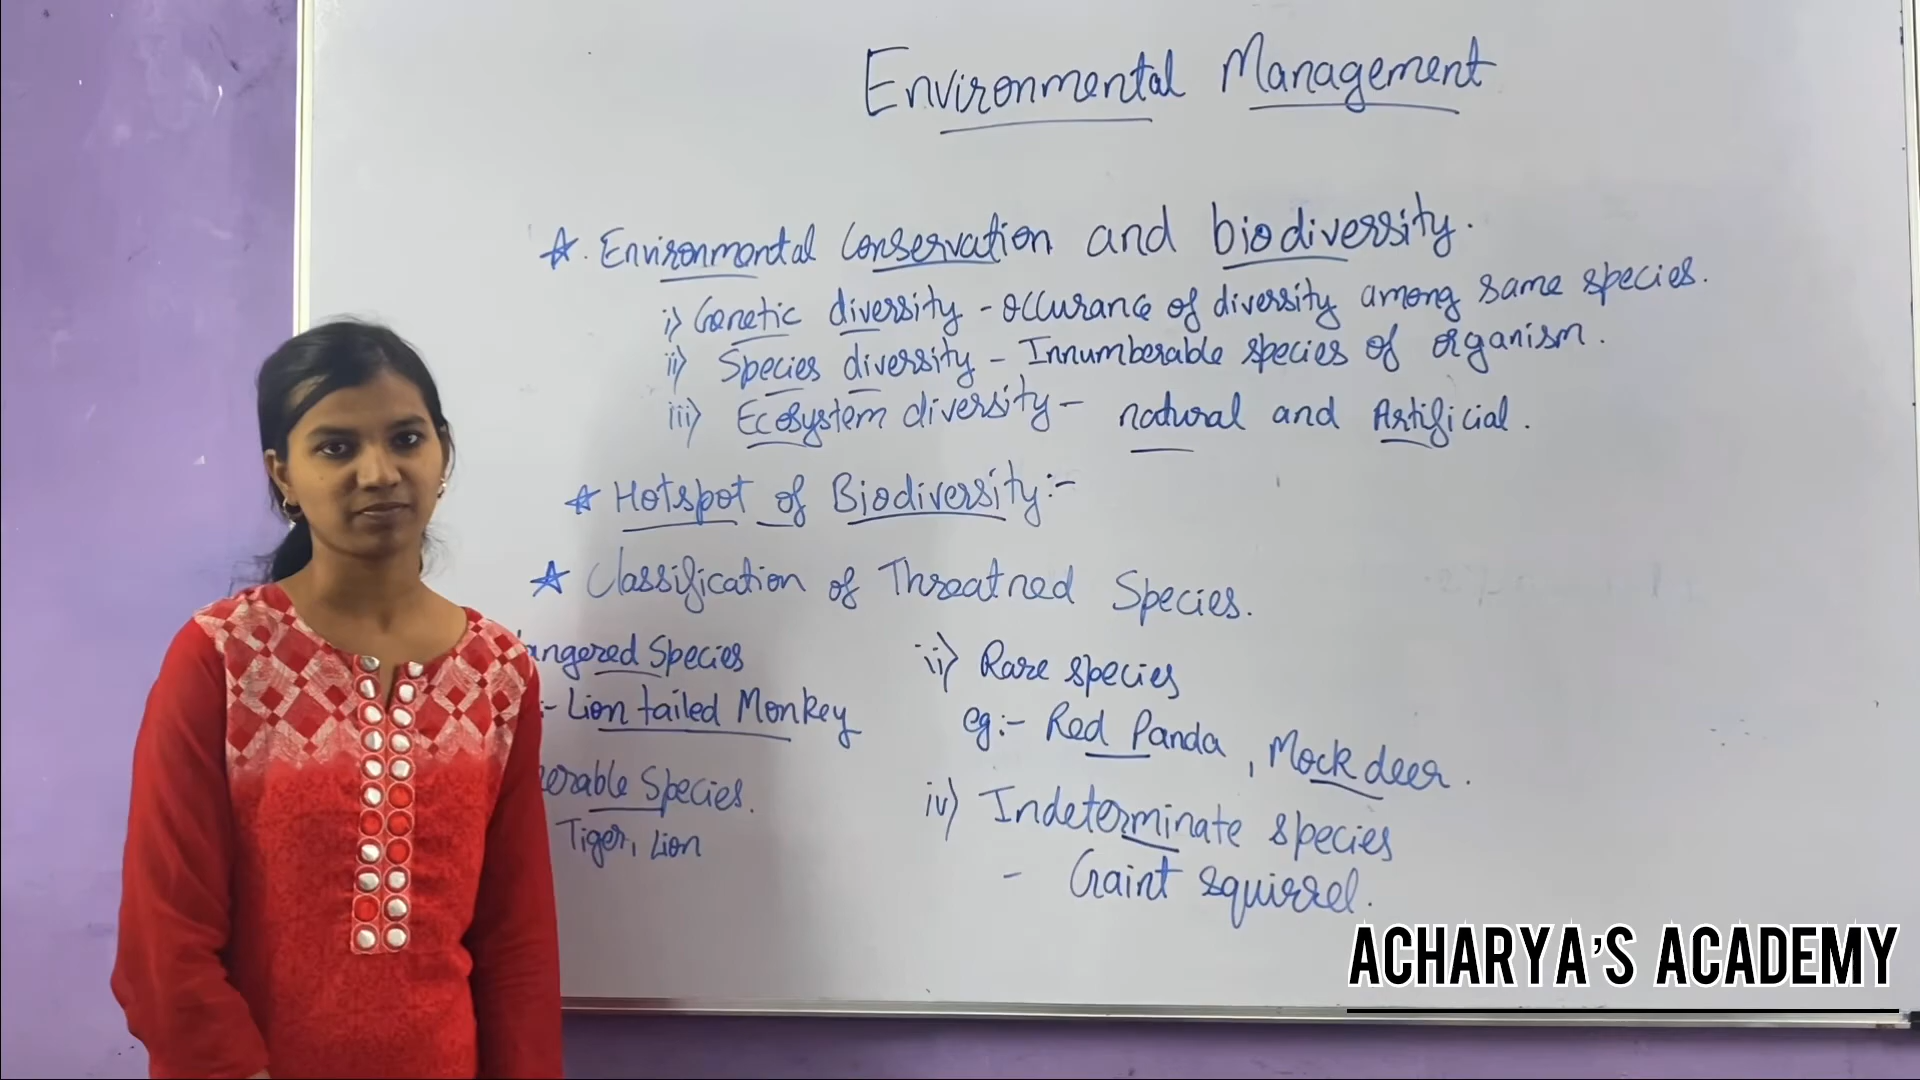 Environmental Management
☆. Environmental Conservation and biodiversity.
i) Genetic diversity - Occurance of diversity among same species.
ii) Species diversity - Innumberable species of organism.
iii) Ecosystem diversity - natural and Artificial.
☆ Hotspot of Biodiversity:-
☆ Classification of Threatned Species.
angered Species
:- Lion tailed Monkey
erable Species.
Tiger, Lion
ii) Rare species
eg:- Red Panda, Mock deer.
iv) Indeterminate species
- Gaint squirrel.
ACHARYA'S ACADEMY